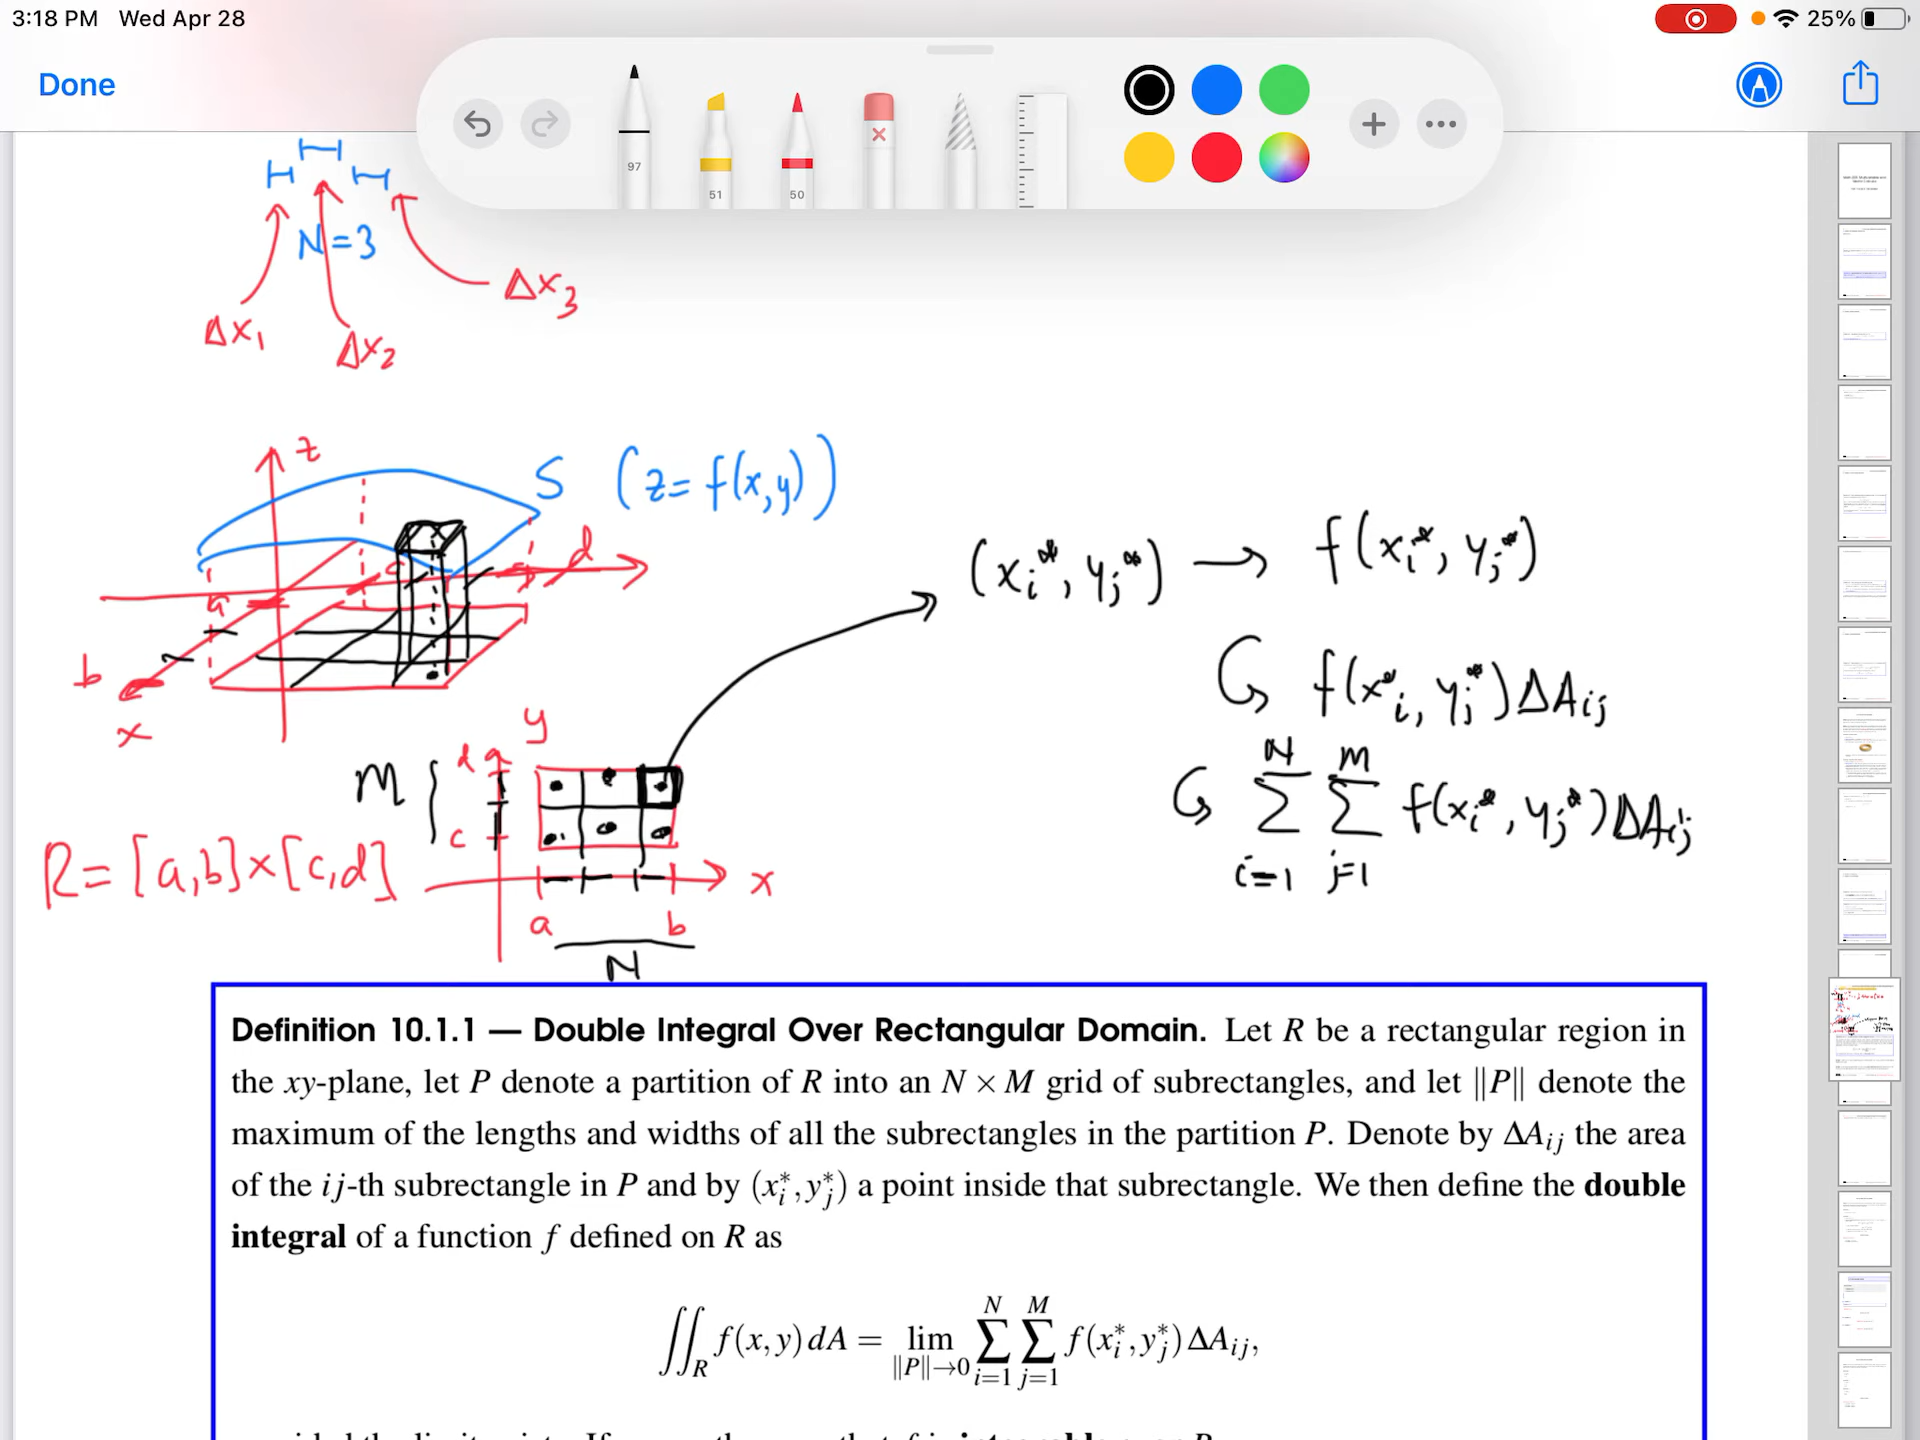 3:18 PM Wed Apr 28
25%
Done
97
51
50
N=3
Δx₁
Δx₂
Δx₃
z
S (z=f(x,y))
a
c
d
b
x
(xᵢ*, yⱼ*) → f(xᵢ*, yⱼ*)
f(x*ᵢ, yⱼ*)ΔAᵢⱼ
N M
∑ ∑ f(xᵢ*, yⱼ*)ΔAᵢⱼ
i=1 j=1
y
M
d
c
R=[a,b]×[c,d]
x
a b
N
Definition 10.1.1 — Double Integral Over Rectangular Domain. Let R be a rectangular region in
the xy-plane, let P denote a partition of R into an N × M grid of subrectangles, and let ‖P‖ denote the
maximum of the lengths and widths of all the subrectangles in the partition P. Denote by ΔAᵢⱼ the area
of the ij-th subrectangle in P and by (xᵢ*, yⱼ*) a point inside that subrectangle. We then define the double
integral of a function f defined on R as
∬_R f(x,y) dA = lim_{‖P‖→0} ∑_{i=1}^{N} ∑_{j=1}^{M} f(xᵢ*, yⱼ*) ΔAᵢⱼ,